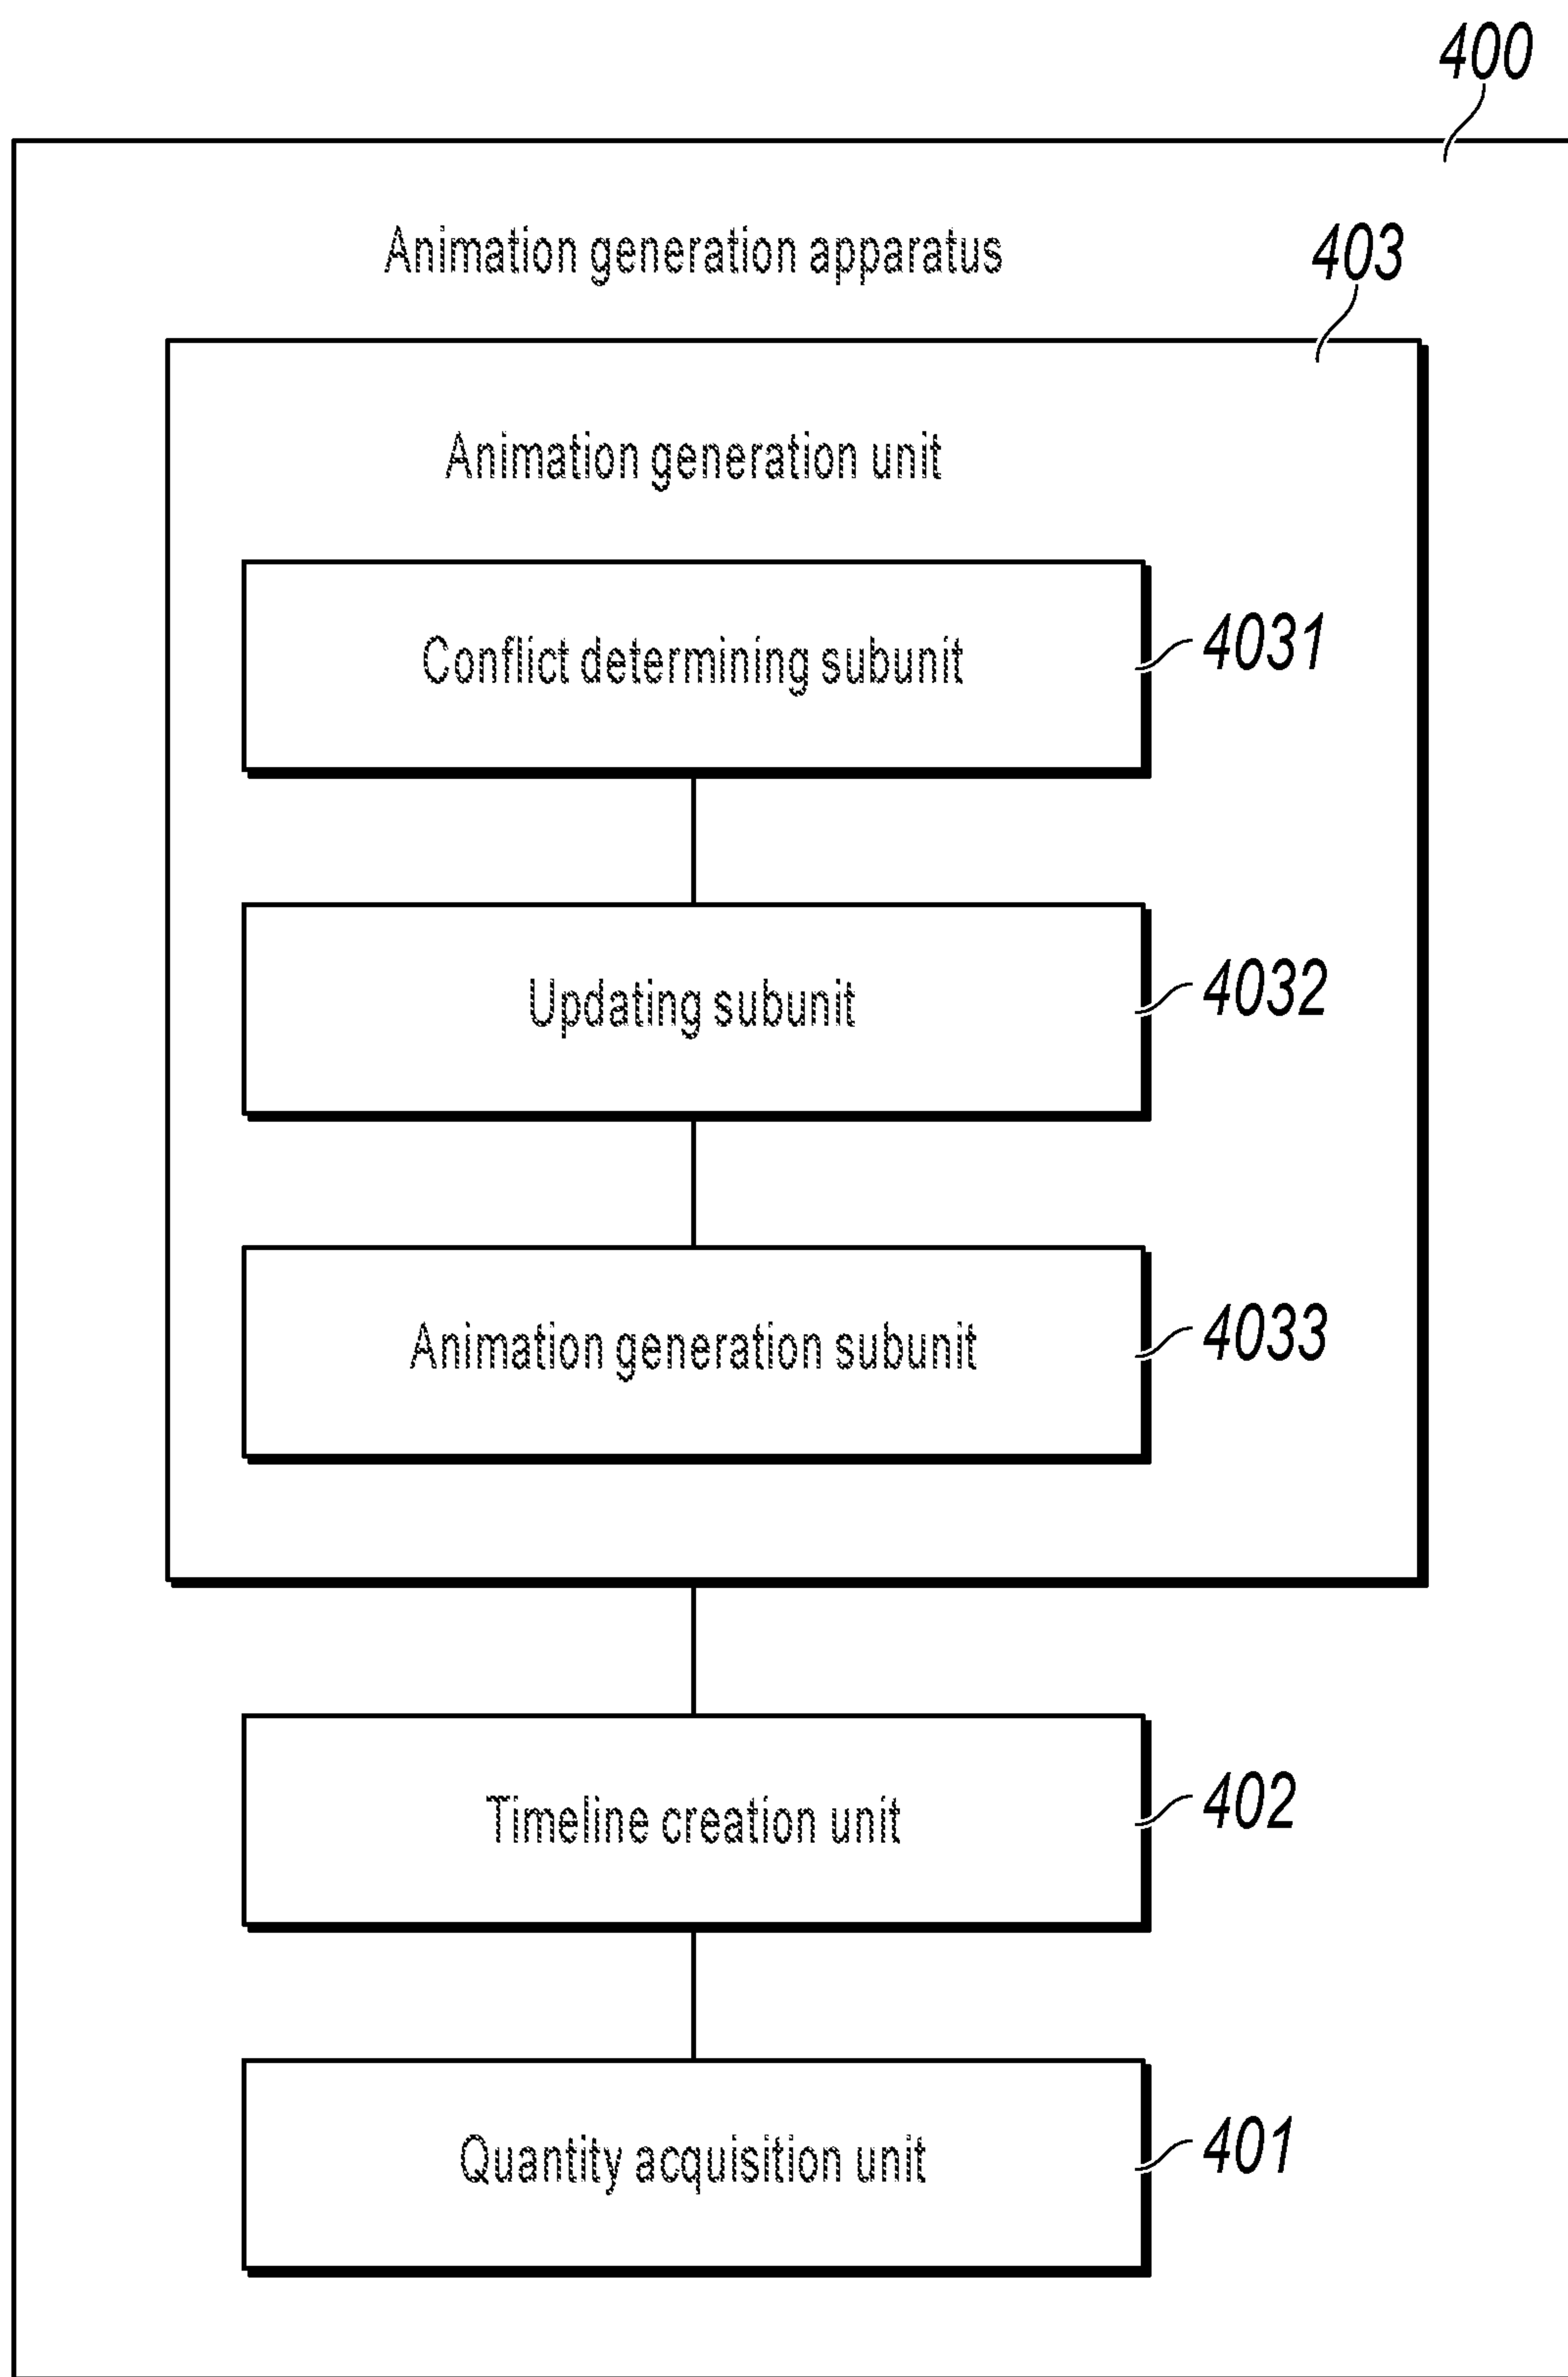 400
Animation generation apparatus
403
Animation generation unit
Conflict determining subunit
4031
Updating subunit
4032
Animation generation subunit
4033
Timeline creation unit
402
Quantity acquisition unit
401